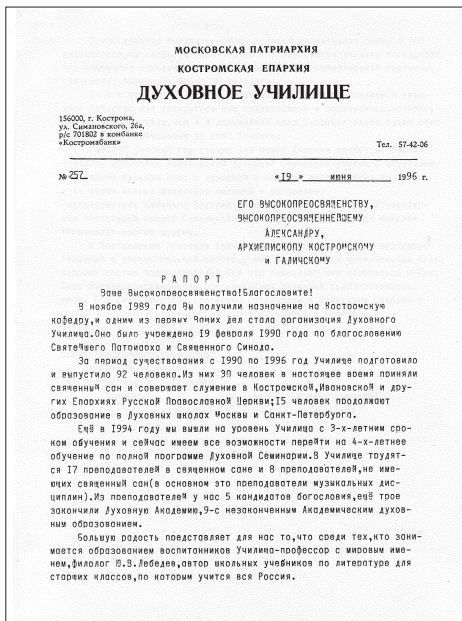 МОСКОВСКАЯ ПАТРИАРХИЯ
КОСТРОМСКАЯ ЕПАРХИЯ
ДУХОВНОЕ УЧИЛИЩЕ
156000, г. Кострома,
ул. Симановского, 26а,
р/с 701802 в комбанке
«Костромабанк»
Тел. 57-42-06
№ 252 «19» июня 1996 г.
ЕГО ВЫСОКОПРЕОСВЯЩЕНСТВУ,
ВЫСОКОПРЕОСВЯЩЕННЕЙШЕМУ
АЛЕКСАНДРУ,
АРХИЕПИСКОПУ КОСТРОМСКОМУ
и ГАЛИЧСКОМУ
Р А П О Р Т
Ваше Высокопреосвященство!Благословите!
В ноябре 1989 года Вы получили назначение на Костромскую
кафедру,и одним из первых Ваших дел стала организация Духовного
Училища.Оно было учреждено 19 февраля 1990 года по благословению
Святейшего Патриарха и Священного Синода.
За период существования с 1990 по 1996 год Училище подготовило
и выпустило 92 человека.Из них 30 человек в настоящее время приняли
священный сан и совершает служение в Костромской,Ивановской и дру-
гих Епархиях Русской Православной Церкви;15 человек продолжают
образование в Духовных школах Москвы и Санкт-Петербурга.
Ещё в 1994 году мы вышли на уровень Училища с 3-х-летним сро-
ком обучения и сейчас имеем все возможности перейти на 4-х-летнее
обучение по полной программе Духовной Семинарии.В Училище трудят-
ся 17 преподавателей в священном сане и 8 преподавателей,не име-
ющих священный сан(в основном это преподаватели музыкальных дис-
циплин).Из преподавателей у нас 5 кандидатов богословия,ещё трое
закончили Духовную Академию,9-с незаконченным Академическим духов-
ным образованием.
Большую радость представляет для нас то,что среди тех,кто зани-
мается образованием воспитанников Училища-профессор с мировым име-
нем,филолог Ю.В.Лебедев,автор школьных учебников по литературе для
старших классов,по которым учится вся Россия.